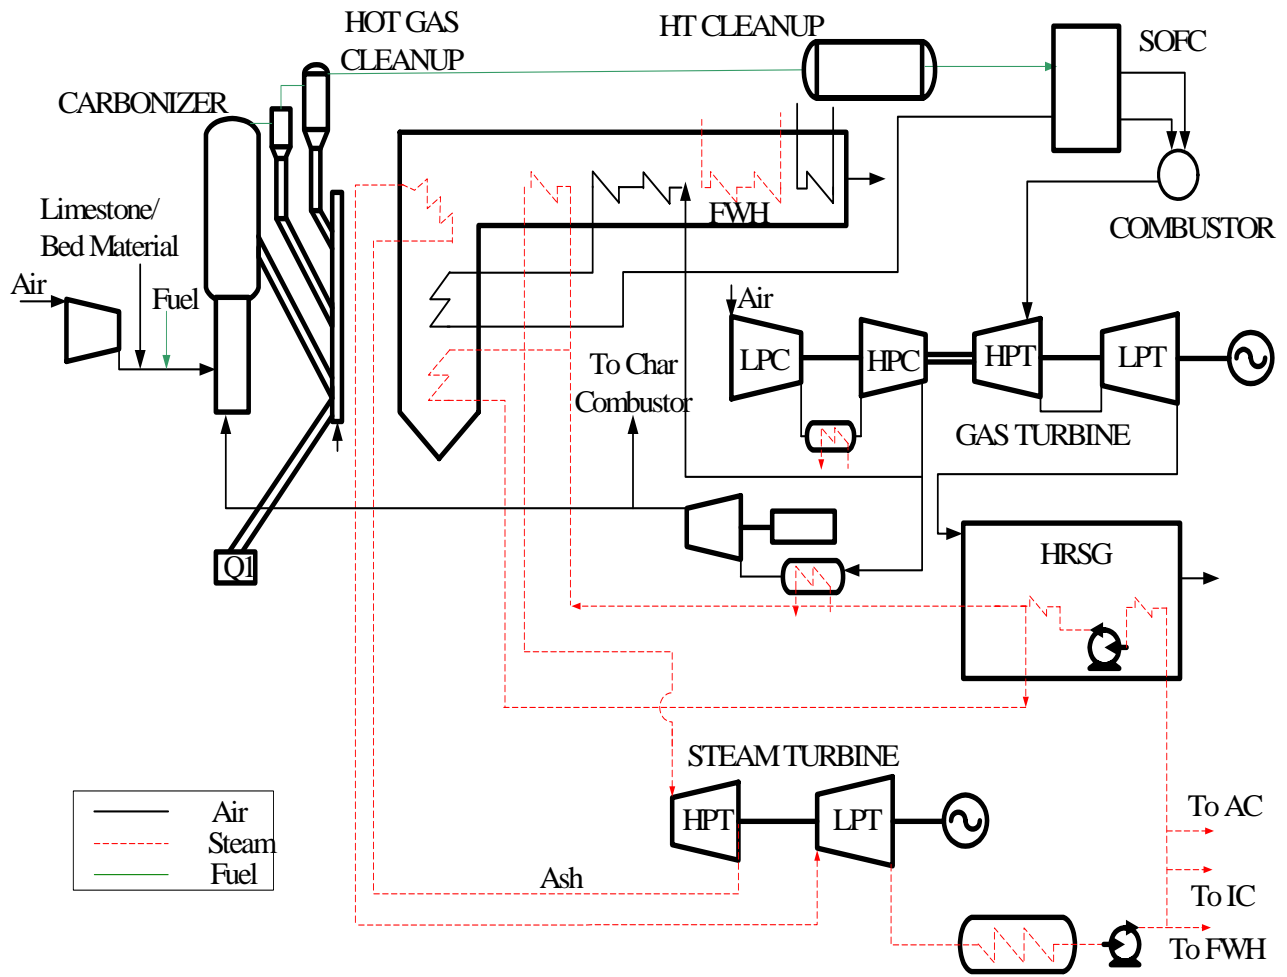 HOT GAS
CLEANUP
HT CLEANUP
SOFC
CARBONIZER
Limestone/
Bed Material
Air
Fuel
FWH
COMBUSTOR
Air
LPC
HPC
HPT
LPT
To Char
Combustor
GAS TURBINE
HRSG
Q1
STEAM TURBINE
HPT
LPT
Air
Steam
Fuel
Ash
To AC
To IC
To FWH